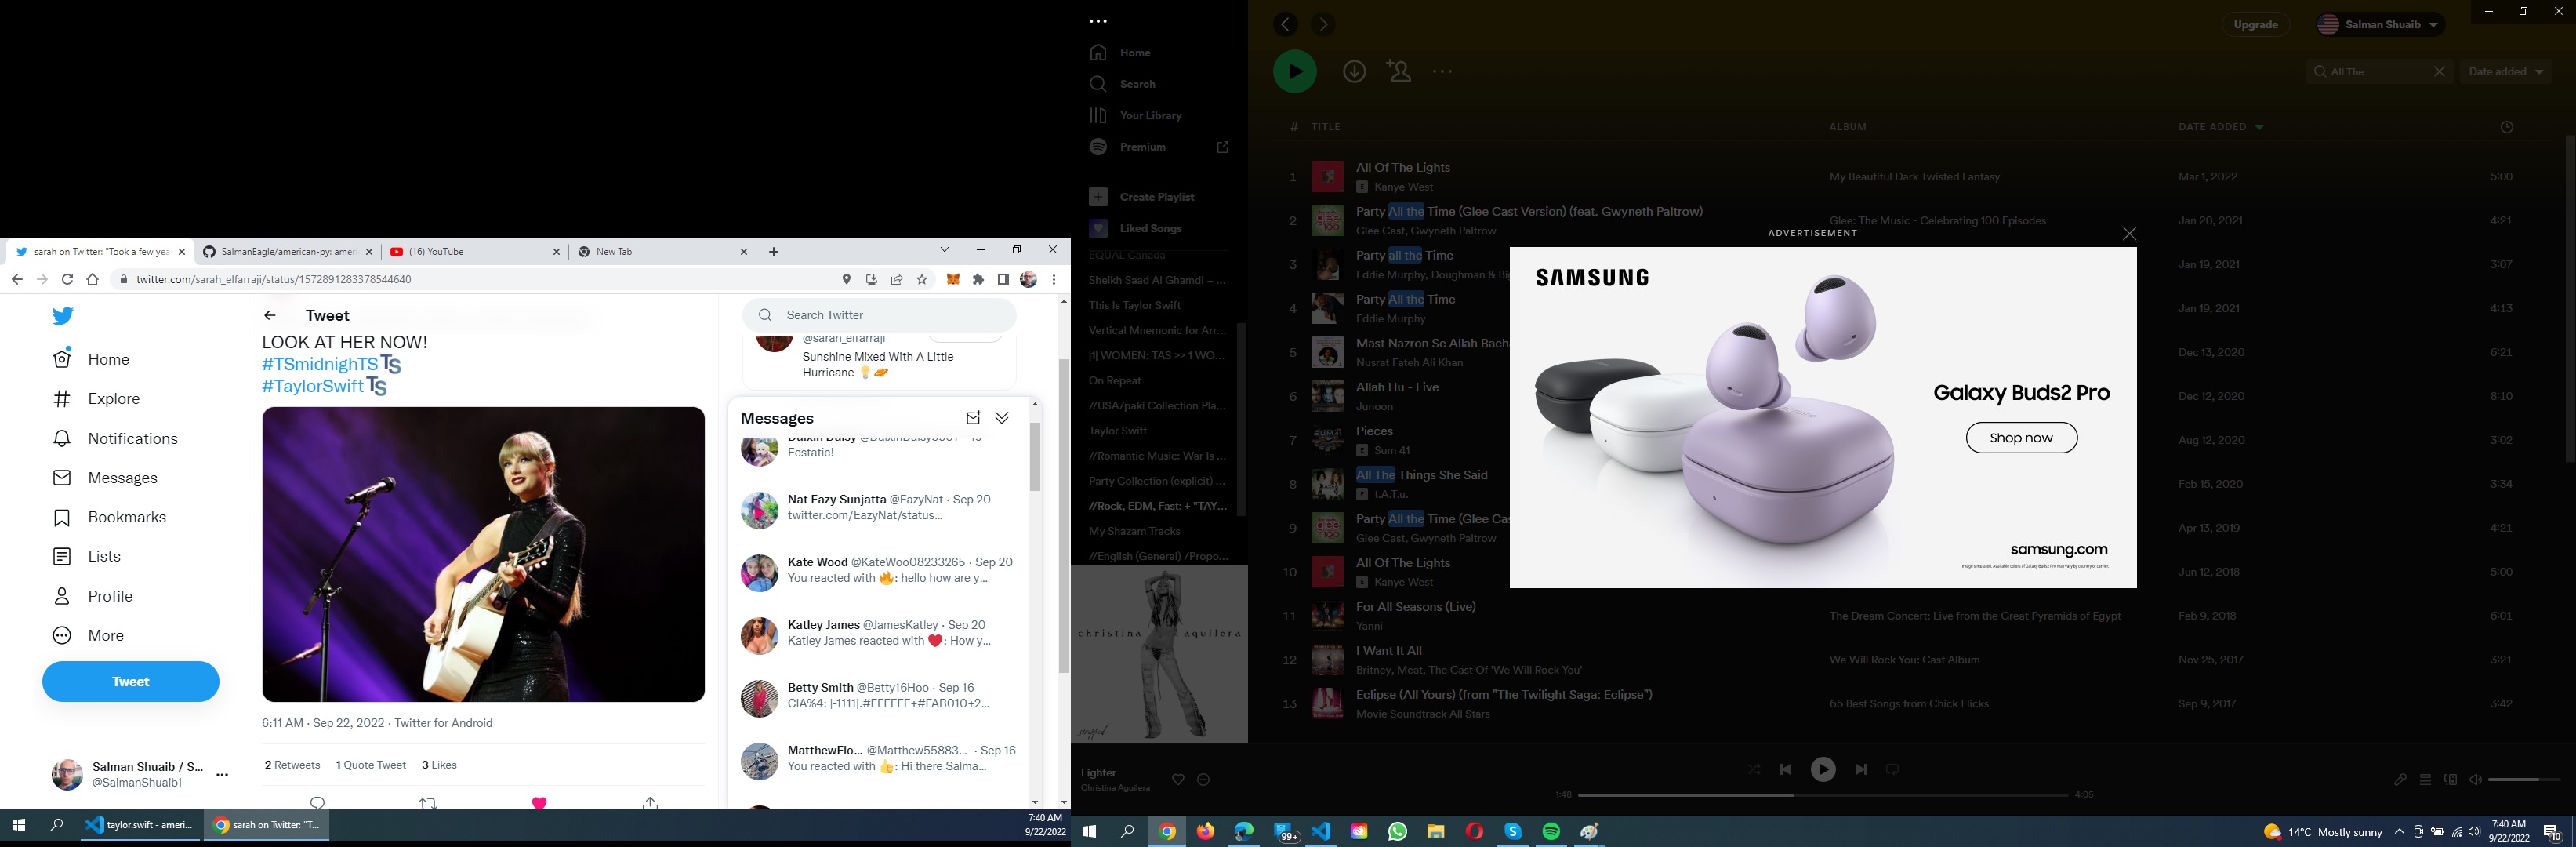 sarah on Twitter: "Took a few yea
SalmanEagle/american-py: amer
(16) YouTube
New Tab
twitter.com/sarah_elfarraji/status/1572891283378544640
Tweet
LOOK AT HER NOW!
#TSmidnighTS
#TaylorSwift
6:11 AM · Sep 22, 2022 · Twitter for Android
2 Retweets 1 Quote Tweet 3 Likes
Home
Explore
Notifications
Messages
Bookmarks
Lists
Profile
More
Tweet
Salman Shuaib / S...
@SalmanShuaib1
Search Twitter
@sarah_elfarraji
Sunshine Mixed With A Little
Hurricane
Messages
Ecstatic!
Nat Eazy Sunjatta @EazyNat · Sep 20
twitter.com/EazyNat/status...
Kate Wood @KateWoo08233265 · Sep 20
You reacted with 🔥: hello how are y...
Katley James @JamesKatley · Sep 20
Katley James reacted with ❤️: How y...
Betty Smith @Betty16Hoo · Sep 16
CIA%4: |-1111|.#FFFFFF+#FAB010+2...
MatthewFlo... @Matthew55883... · Sep 16
You reacted with 👍: Hi there Salma...
taylor.swift - ameri...
sarah on Twitter: "T...
7:40 AM
9/22/2022
Home
Search
Your Library
Premium
Create Playlist
Liked Songs
EQUAL Canada
Sheikh Saad Al Ghamdi – ...
This Is Taylor Swift
Vertical Mnemonic for Arr...
|1| WOMEN: TAS >> 1 WO...
On Repeat
//USA/paki Collection Pla...
Taylor Swift
//Romantic Music: War Is ...
Party Collection (explicit) ...
//Rock, EDM, Fast: + "TAY...
My Shazam Tracks
//English (General) /Propo...
christina aguilera
stripped
Fighter
Christina Aguilera
Upgrade
Salman Shuaib
All The
Date added
# TITLE ALBUM DATE ADDED
1 All Of The Lights My Beautiful Dark Twisted Fantasy Mar 1, 2022 5:00
E Kanye West
2 Party All the Time (Glee Cast Version) (feat. Gwyneth Paltrow) Glee: The Music - Celebrating 100 Episodes Jan 20, 2021 4:21
Glee Cast, Gwyneth Paltrow
3 Party all the Time Jan 19, 2021 3:07
Eddie Murphy, Doughman & Bi
4 Party All the Time Jan 19, 2021 4:13
Eddie Murphy
5 Mast Nazron Se Allah Bach Dec 13, 2020 6:21
Nusrat Fateh Ali Khan
6 Allah Hu - Live Dec 12, 2020 8:10
Junoon
7 Pieces Aug 12, 2020 3:02
E Sum 41
8 All The Things She Said Feb 15, 2020 3:34
E t.A.T.u.
9 Party All the Time (Glee Ca Apr 13, 2019 4:21
Glee Cast, Gwyneth Paltrow
10 All Of The Lights Jun 12, 2018 5:00
E Kanye West
11 For All Seasons (Live) The Dream Concert: Live from the Great Pyramids of Egypt Feb 9, 2018 6:01
Yanni
12 I Want It All We Will Rock You: Cast Album Nov 25, 2017 3:21
Britney, Meat, The Cast Of 'We Will Rock You'
13 Eclipse (All Yours) (from "The Twilight Saga: Eclipse") 65 Best Songs from Chick Flicks Sep 9, 2017 3:42
Movie Soundtrack All Stars
ADVERTISEMENT
SAMSUNG
Galaxy Buds2 Pro
Shop now
samsung.com
Image simulated. Available colors of Galaxy Buds2 Pro may vary by country or carrier.
1:48 4:05
99+
14°C Mostly sunny
7:40 AM
9/22/2022
10